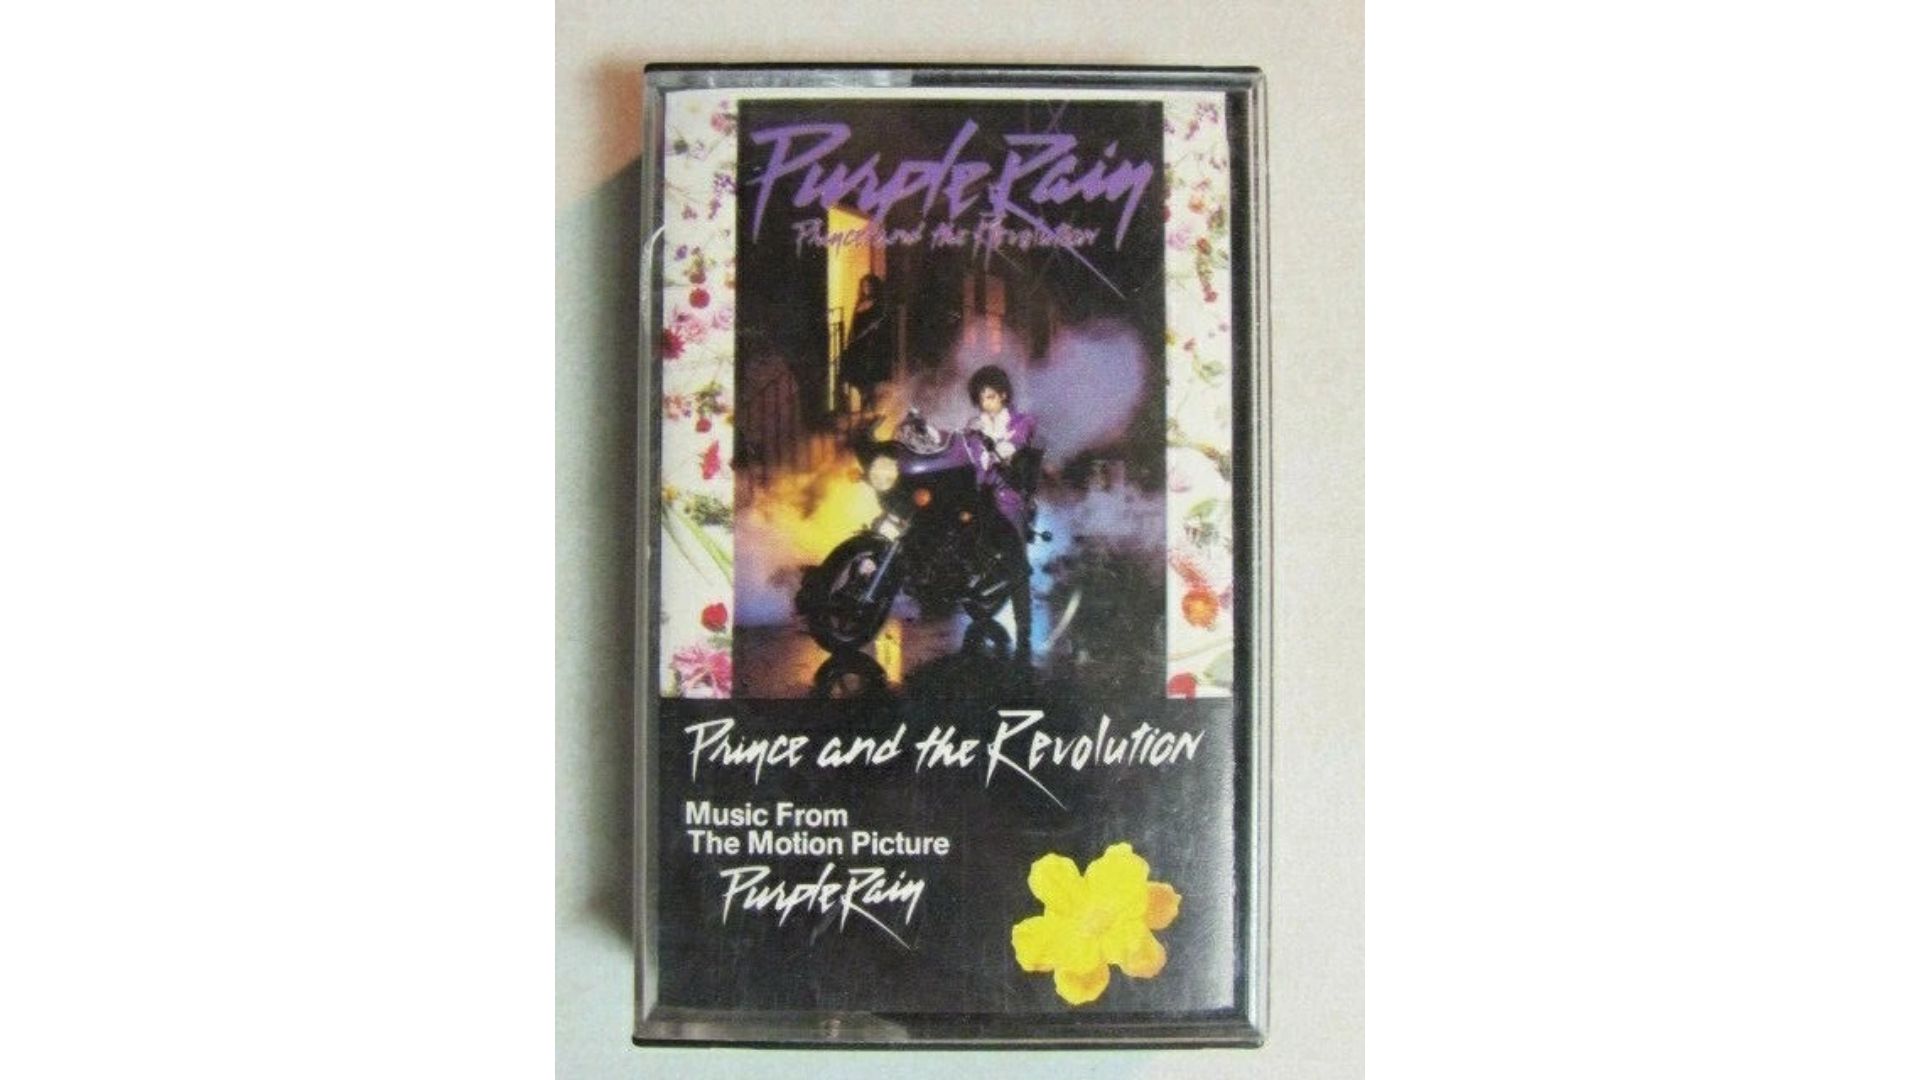 Purple Rain
Prince and the Revolution
Prince and the Revolution
Music From
The Motion Picture
Purple Rain